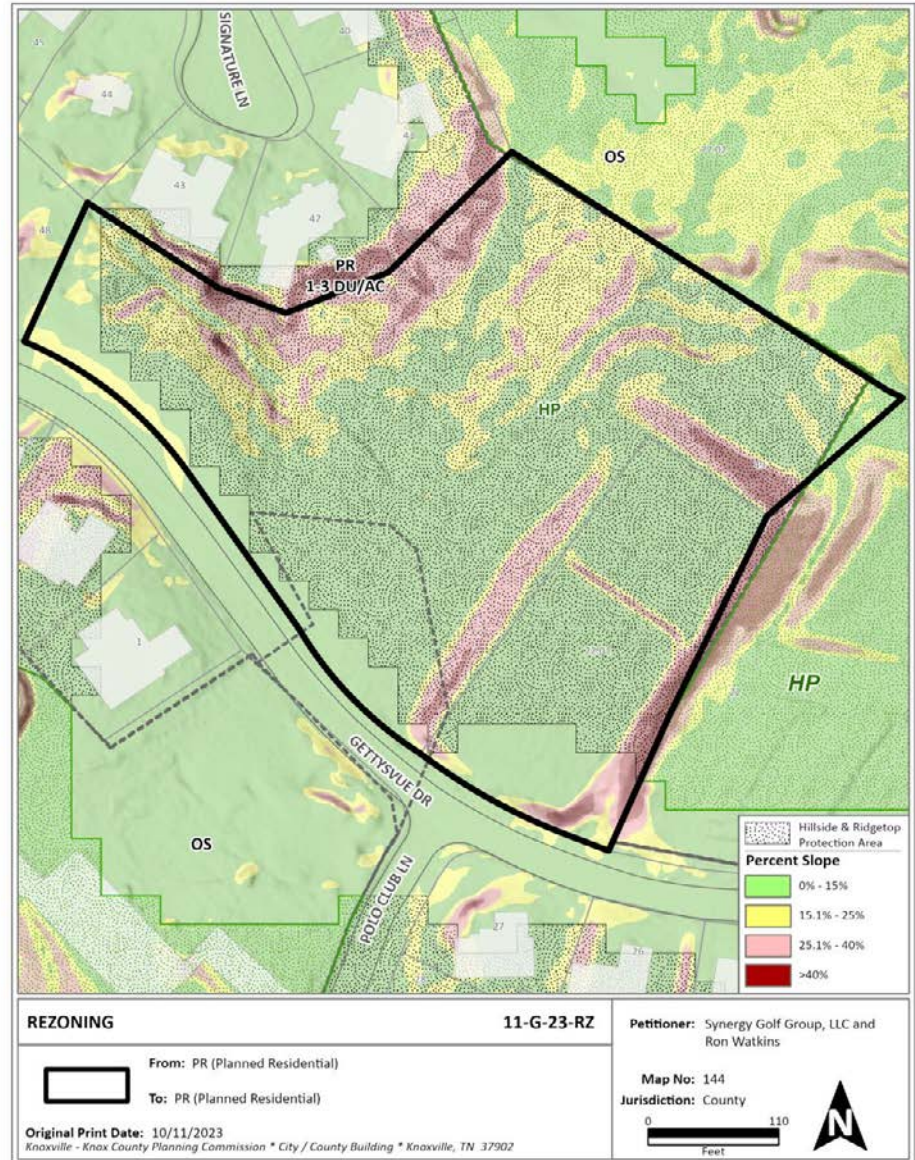 SIGNATURE LN
45
40
44
OS
43
42
PR
1-3 DU/AC
48
HP
1
HP
GETTYSVUE DR
OS
POLO CLUB LN
27
26
Hillside & Ridgetop
Protection Area
Percent Slope
0% - 15%
15.1% - 25%
25.1% - 40%
>40%
REZONING
11-G-23-RZ
From: PR (Planned Residential)
To: PR (Planned Residential)
Original Print Date: 10/11/2023
Knoxville - Knox County Planning Commission * City / County Building * Knoxville, TN 37902
Petitioner: Synergy Golf Group, LLC and
Ron Watkins
Map No: 144
Jurisdiction: County
0 110
Feet
N